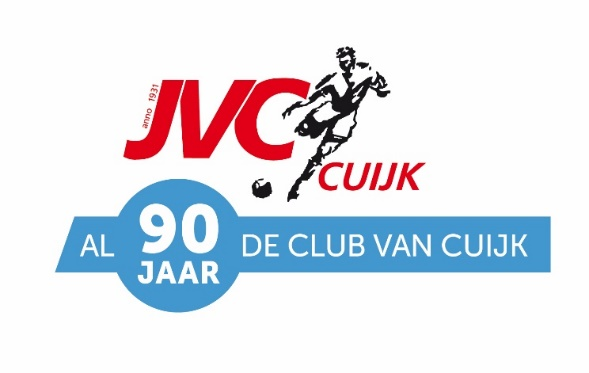 anno 1931
JVC
CUIJK
AL 90 JAAR DE CLUB VAN CUIJK